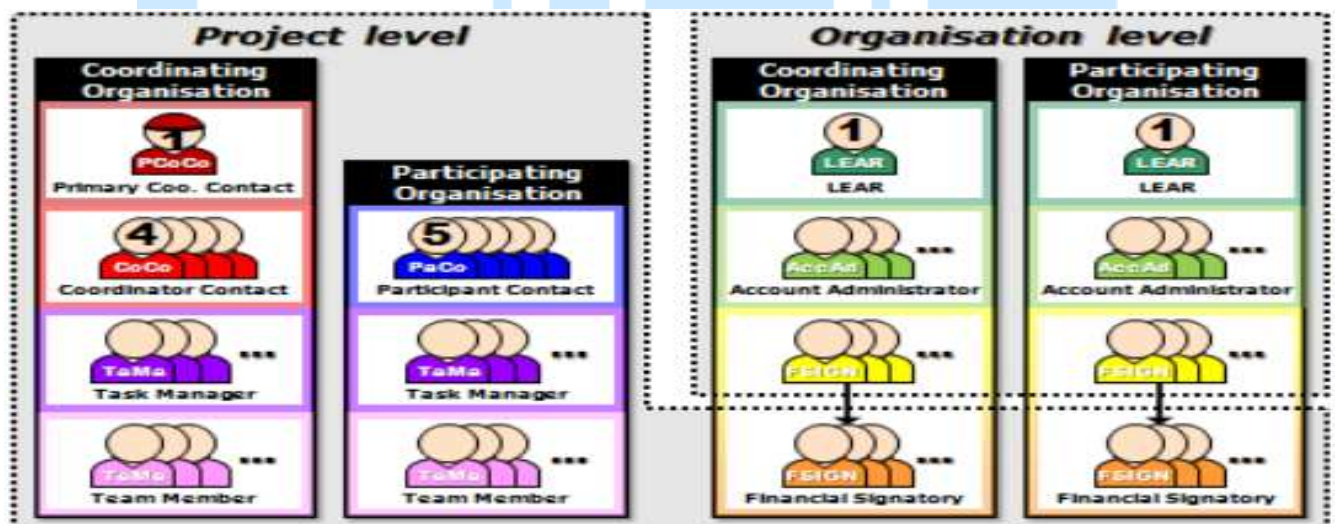 Project level
Coordinating
Organisation
1
PCoCo
Primary Coo. Contact
4
CoCo
Coordinator Contact
TaMa
...
Task Manager
TeMe
...
Team Member
Participating
Organisation
5
PaCo
Participant Contact
TaMa
...
Task Manager
TeMe
...
Team Member
Organisation level
Coordinating
Organisation
1
LEAR
LEAR
AccAd
...
Account Administrator
FSIGN
...
FSIGN
...
Financial Signatory
Participating
Organisation
1
LEAR
LEAR
AccAd
...
Account Administrator
FSIGN
...
FSIGN
...
Financial Signatory